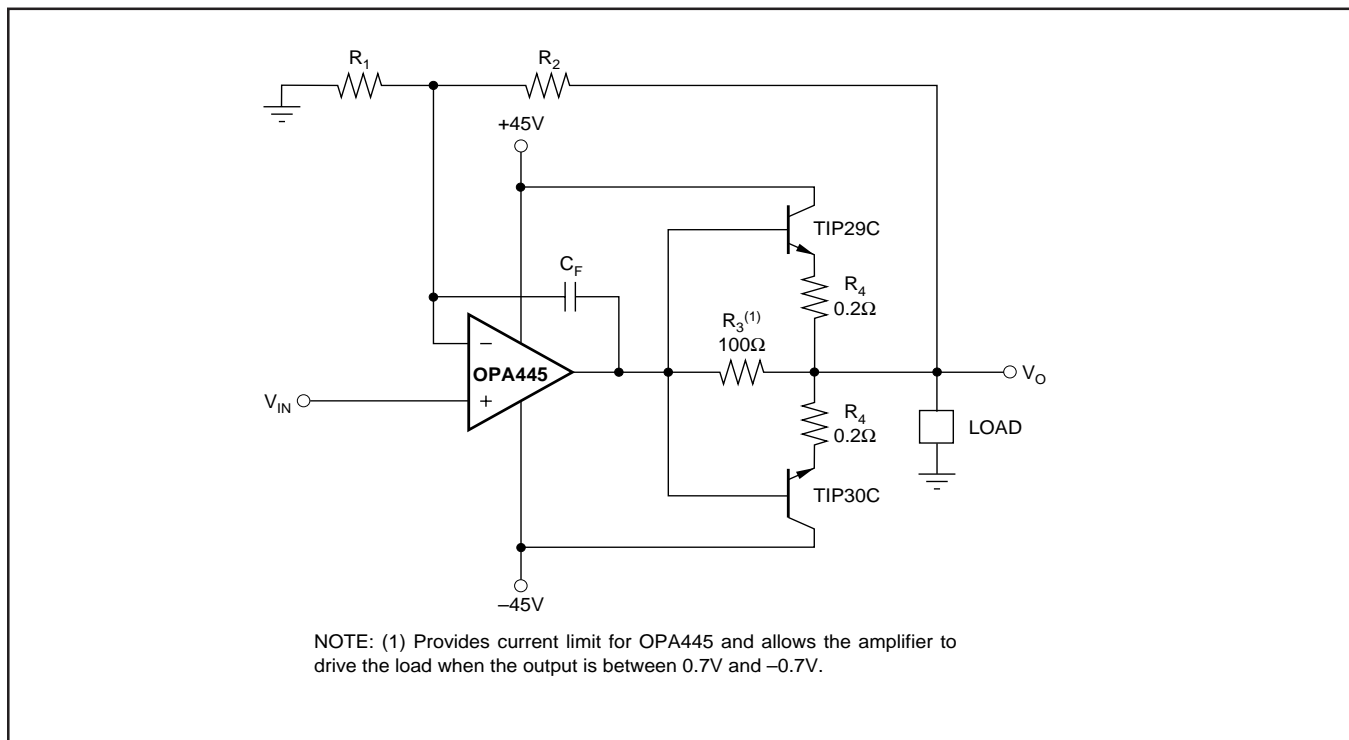 R1
R2
+45V
TIP29C
CF
R4
0.2Ω
R3(1)
100Ω
−
OPA445
+
VIN
VO
R4
0.2Ω
LOAD
TIP30C
–45V
NOTE: (1) Provides current limit for OPA445 and allows the amplifier to
drive the load when the output is between 0.7V and –0.7V.